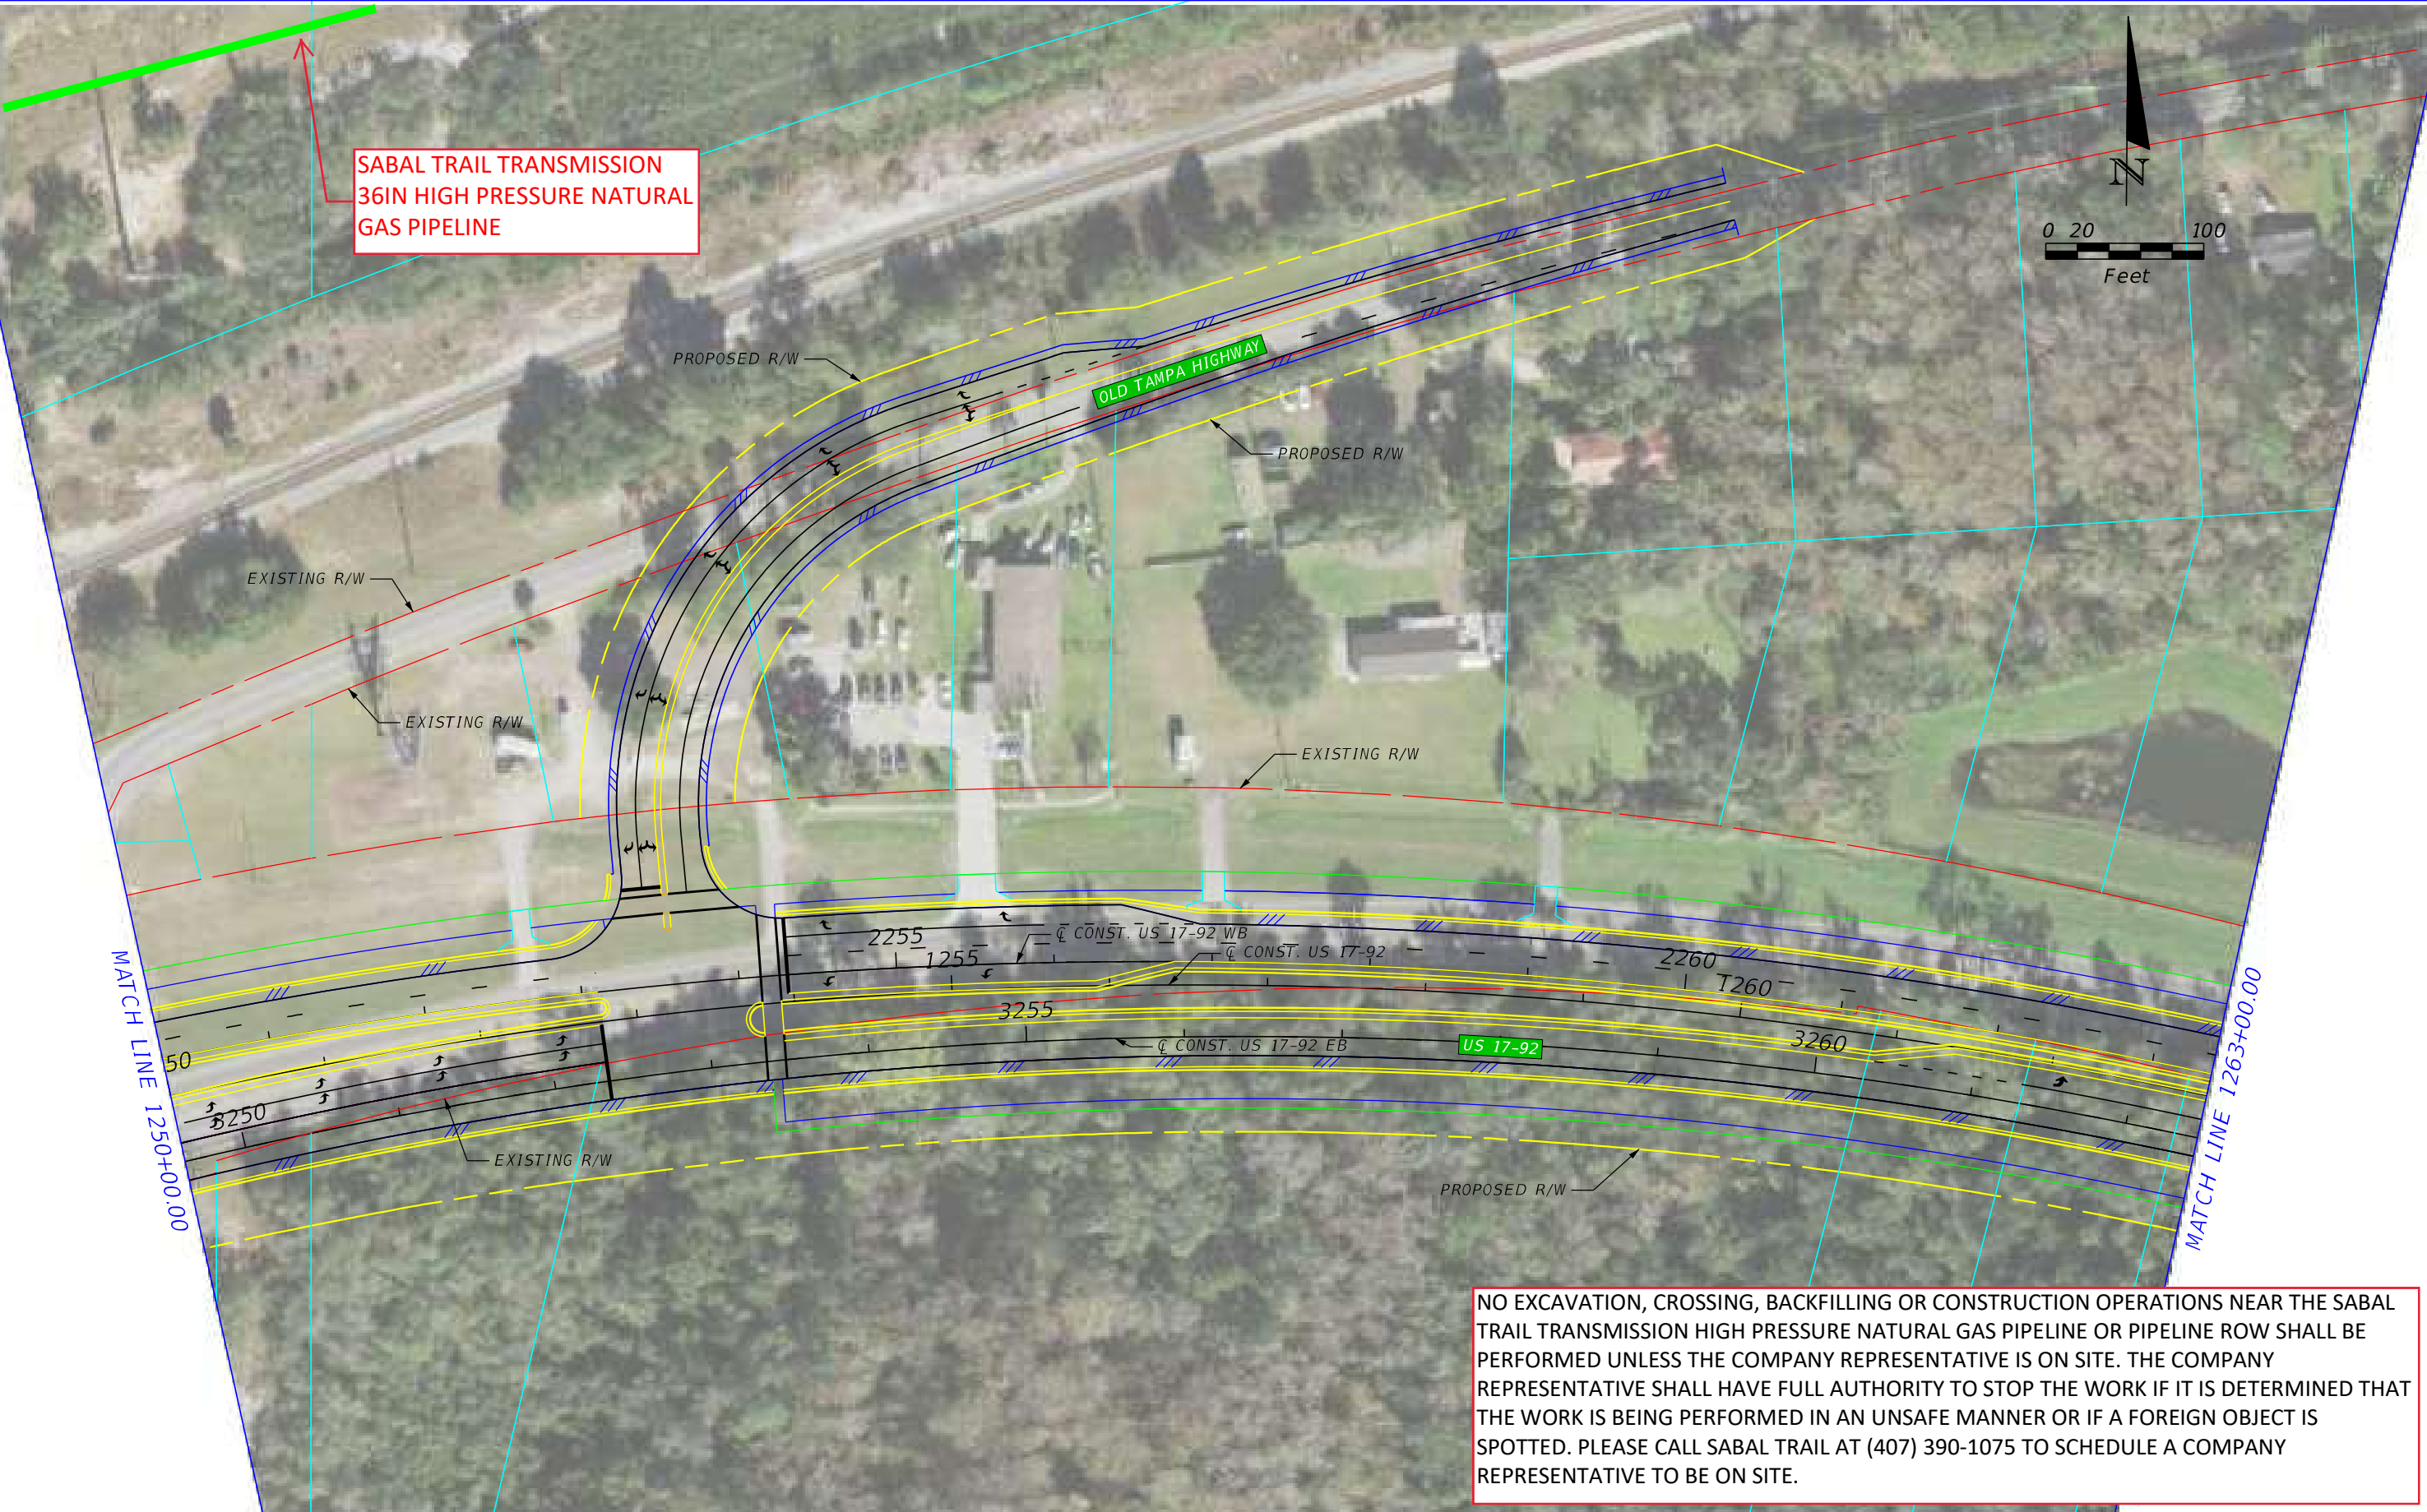 SABAL TRAIL TRANSMISSION
36IN HIGH PRESSURE NATURAL
GAS PIPELINE
N
0 20 100
Feet
PROPOSED R/W
OLD TAMPA HIGHWAY
PROPOSED R/W
EXISTING R/W
EXISTING R/W
EXISTING R/W
2255
℄ CONST. US 17-92 WB
1255
℄ CONST. US 17-92
2260
1260
3255
℄ CONST. US 17-92 EB
US 17-92
3260
50
3250
EXISTING R/W
PROPOSED R/W
MATCH LINE 1250+00.00
MATCH LINE 1263+00.00
NO EXCAVATION, CROSSING, BACKFILLING OR CONSTRUCTION OPERATIONS NEAR THE SABAL
TRAIL TRANSMISSION HIGH PRESSURE NATURAL GAS PIPELINE OR PIPELINE ROW SHALL BE
PERFORMED UNLESS THE COMPANY REPRESENTATIVE IS ON SITE. THE COMPANY
REPRESENTATIVE SHALL HAVE FULL AUTHORITY TO STOP THE WORK IF IT IS DETERMINED THAT
THE WORK IS BEING PERFORMED IN AN UNSAFE MANNER OR IF A FOREIGN OBJECT IS
SPOTTED. PLEASE CALL SABAL TRAIL AT (407) 390-1075 TO SCHEDULE A COMPANY
REPRESENTATIVE TO BE ON SITE.